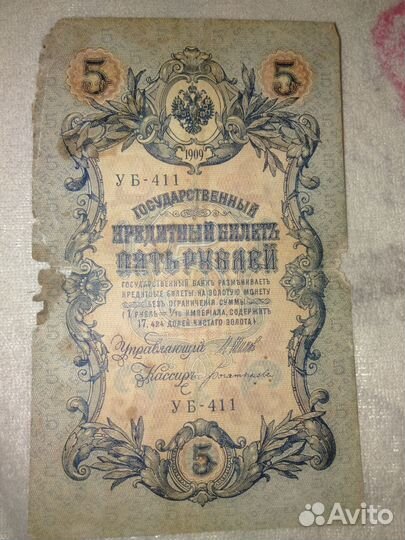 5 5
1909
УБ-411
ГОСУДАРСТВЕННЫЙ
КРЕДИТНЫЙ БИЛЕТЪ
ПЯТЬ РУБЛЕЙ
ГОСУДАРСТВЕННЫЙ БАНКЪ РАЗМѢНИВАЕТЪ
КРЕДИТНЫЕ БИЛЕТЫ НА ЗОЛОТУЮ МОНЕТУ
БЕЗЪ ОГРАНИЧЕНІЯ СУММЫ
(1 РУБЛЬ = 1/15 ИМПЕРІАЛА, СОДЕРЖИТЪ
17,424 ДОЛЕЙ ЧИСТАГО ЗОЛОТА)
Управляющій
Кассиръ
УБ-411
5
Avito